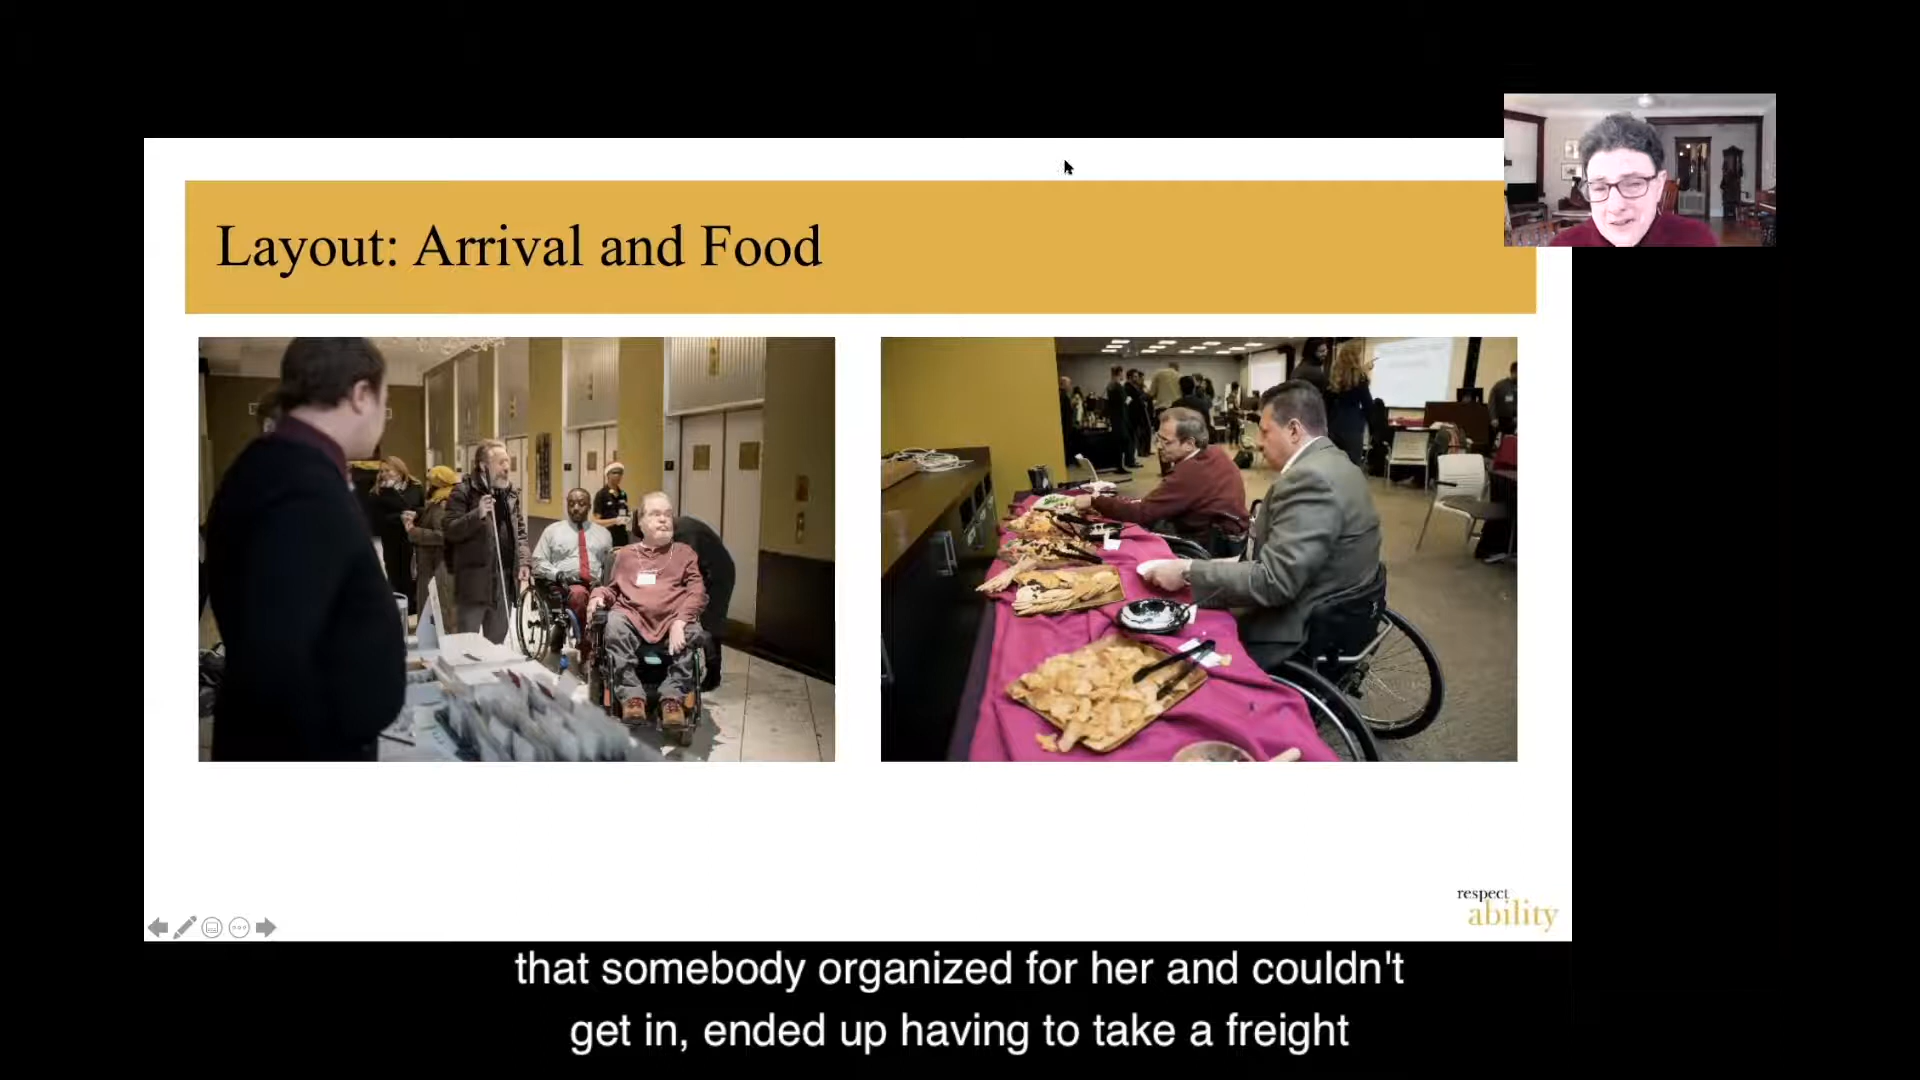 Layout: Arrival and Food
respect
ability
that somebody organized for her and couldn't
get in, ended up having to take a freight